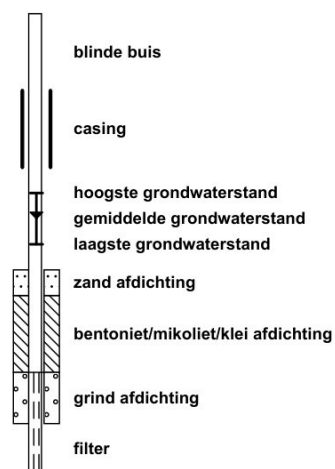 blinde buis
casing
hoogste grondwaterstand
gemiddelde grondwaterstand
laagste grondwaterstand
zand afdichting
bentoniet/mikoliet/klei afdichting
grind afdichting
filter